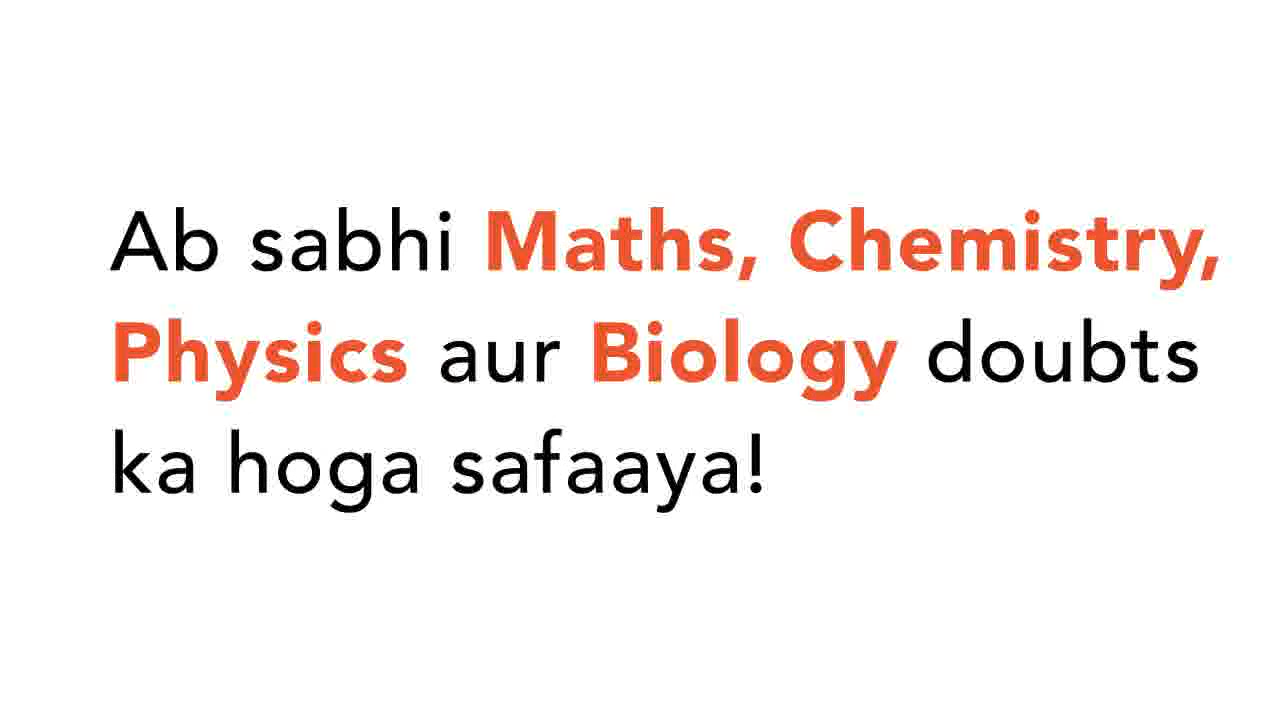 Ab sabhi Maths, Chemistry,
Physics aur Biology doubts
ka hoga safaaya!